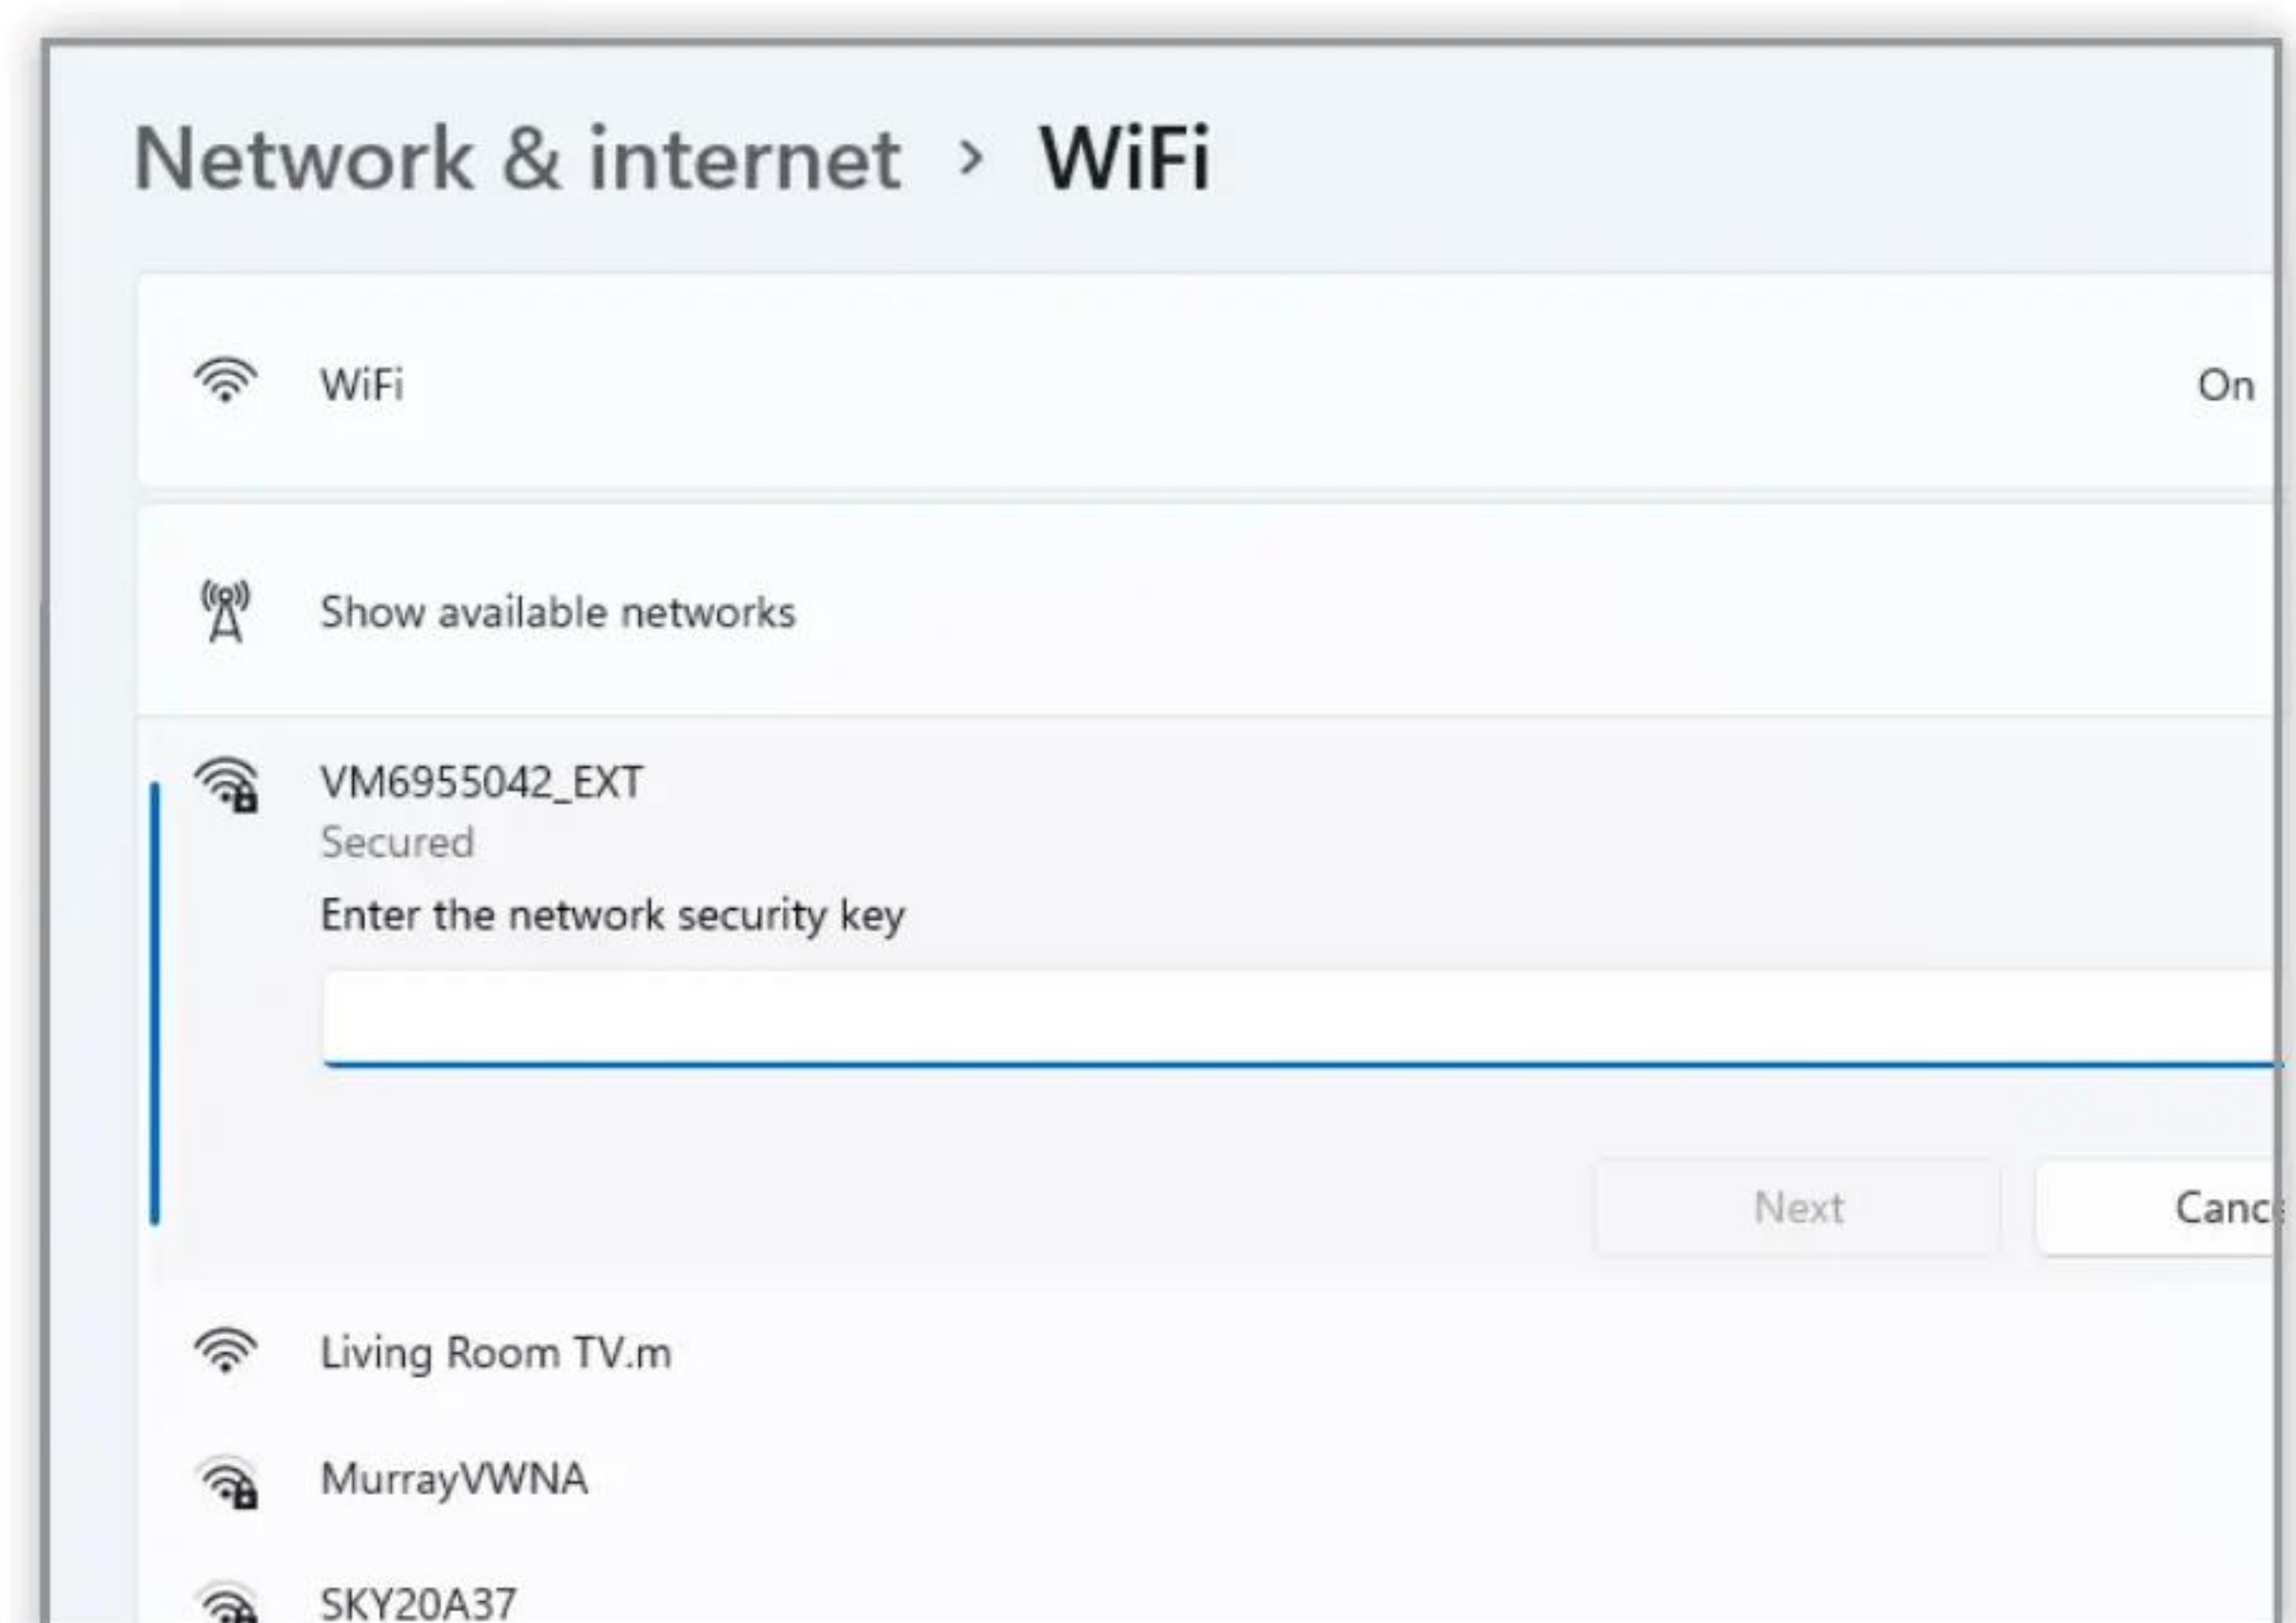 Network & internet > WiFi
WiFi On
Show available networks
VM6955042_EXT
Secured
Enter the network security key
Next Canc
Living Room TV.m
MurrayVWNA
SKY20A37